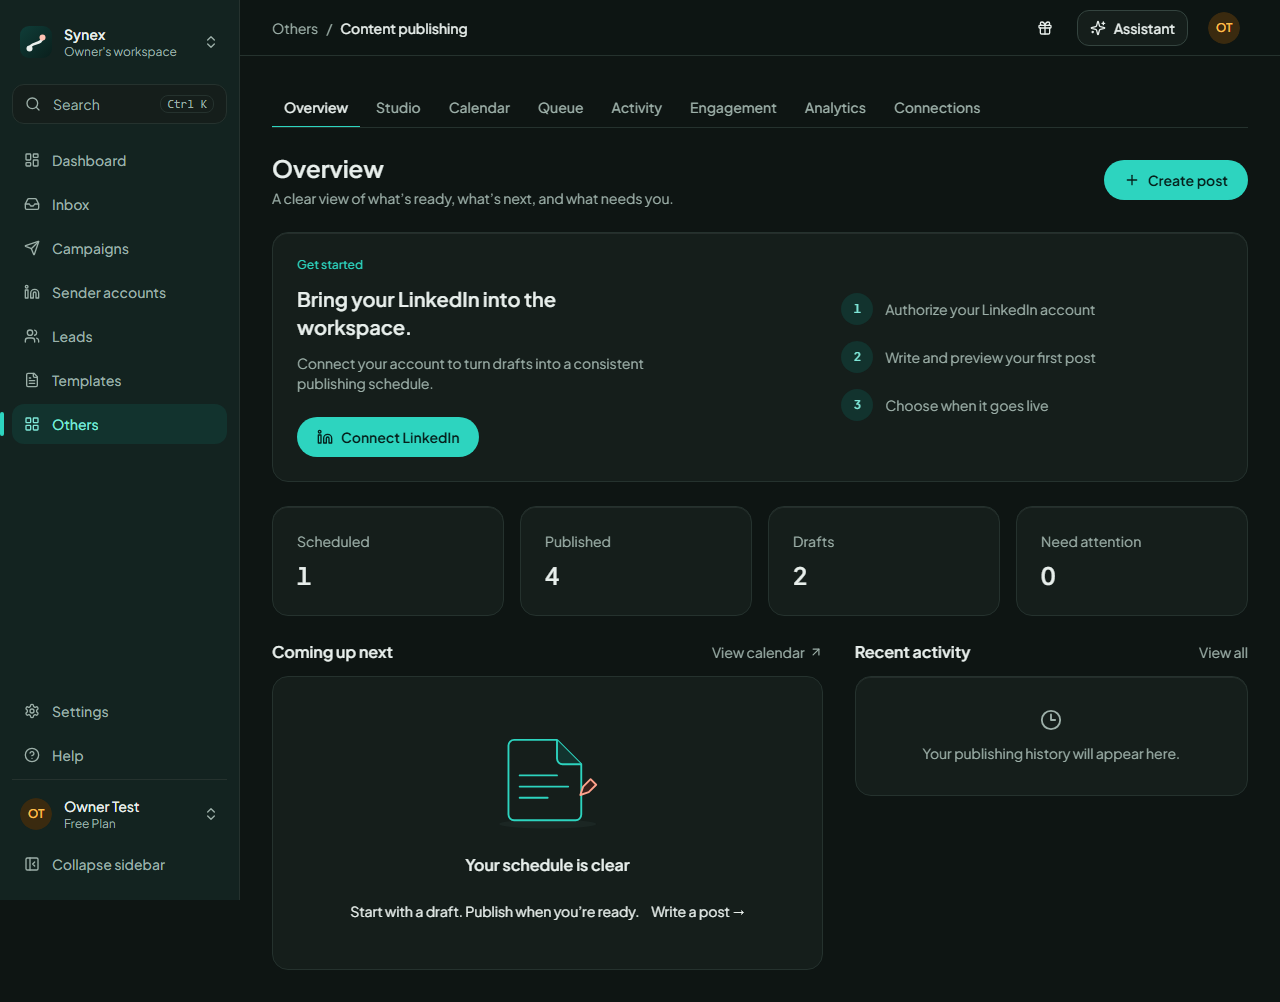 Synex
Owner's workspace
Search
Ctrl K
Dashboard
Inbox
Campaigns
Sender accounts
Leads
Templates
Others
Settings
Help
OT
Owner Test
Free Plan
Collapse sidebar
Others / Content publishing
Assistant
OT
Overview Studio Calendar Queue Activity Engagement Analytics Connections
Overview
A clear view of what's ready, what's next, and what needs you.
Create post
Get started
Bring your LinkedIn into the
workspace.
Connect your account to turn drafts into a consistent
publishing schedule.
Connect LinkedIn
1 Authorize your LinkedIn account
2 Write and preview your first post
3 Choose when it goes live
Scheduled
1
Published
4
Drafts
2
Need attention
0
Coming up next
View calendar
Your schedule is clear
Start with a draft. Publish when you're ready. Write a post →
Recent activity
View all
Your publishing history will appear here.